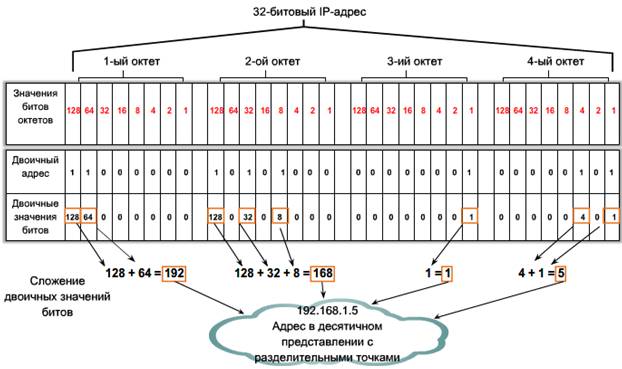 32-битовый IP-адрес
1-ый октет 2-ой октет 3-ий октет 4-ый октет
Значения
битов
октетов
128 64 32 16 8 4 2 1 128 64 32 16 8 4 2 1 128 64 32 16 8 4 2 1 128 64 32 16 8 4 2 1
Двоичный
адрес
1 1 0 0 0 0 0 0 1 0 1 0 1 0 0 0 0 0 0 0 0 0 0 1 0 0 0 0 0 1 0 1
Двоичные
значения
битов
128 64 0 0 0 0 0 0 128 0 32 0 8 0 0 0 0 0 0 0 0 0 0 1 0 0 0 0 0 4 0 1
128 + 64 = 192 128 + 32 + 8 = 168 1 = 1 4 + 1 = 5
Сложение
двоичных значений
битов
192.168.1.5
Адрес в десятичном
представлении с
разделительными точками